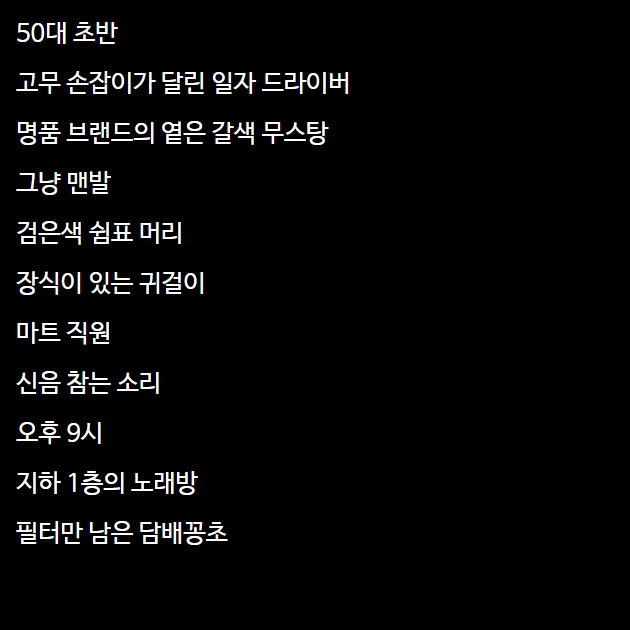 50대 초반
고무 손잡이가 달린 일자 드라이버
명품 브랜드의 옅은 갈색 무스탕
그냥 맨발
검은색 쉼표 머리
장식이 있는 귀걸이
마트 직원
신음 참는 소리
오후 9시
지하 1층의 노래방
필터만 남은 담배꽁초